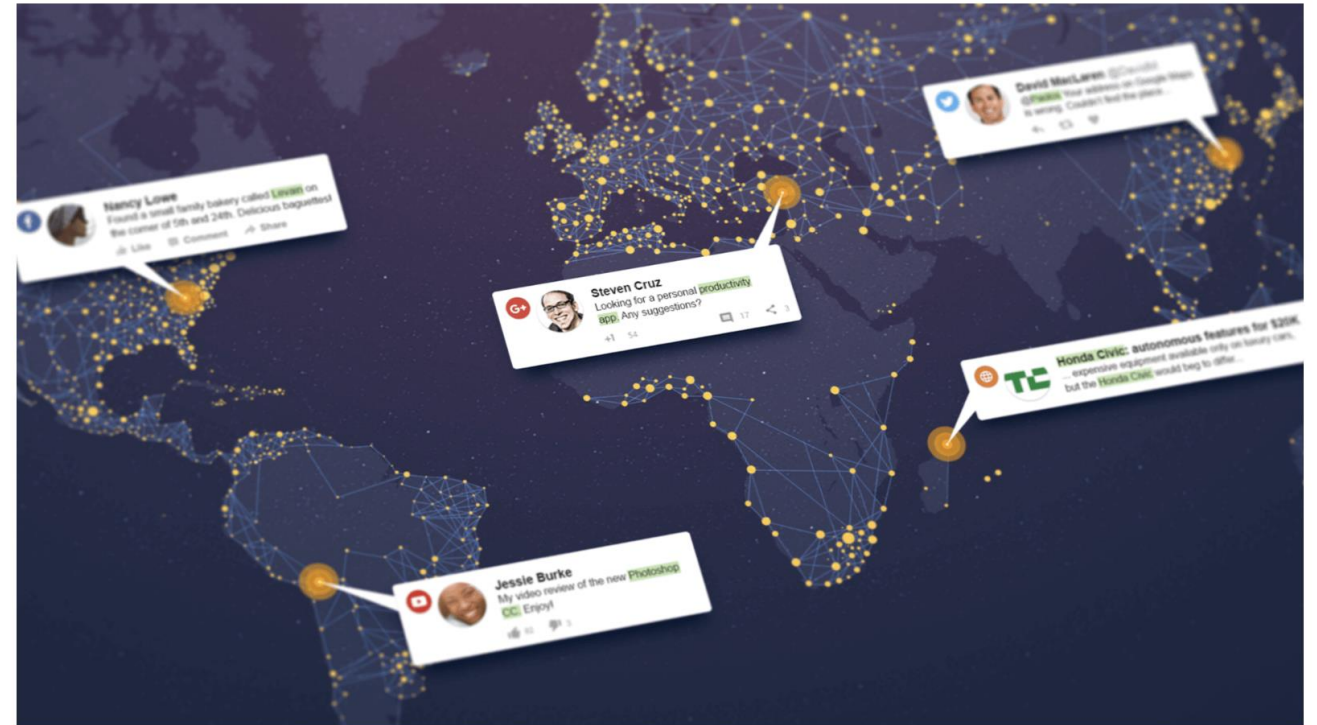 Nancy Lowe
Found a small family bakery called Levain on
the corner of 5th and 24th. Delicious baguettes!
Like Comment Share
David MacLaren
Your address on Google Maps
is wrong. Couldn't find the place...
G+
Steven Cruz
Looking for a personal productivity
app. Any suggestions?
+1 54 17 3
TC
Honda Civic: autonomous features for $20K
... expensive equipment available only on luxury cars,
but the Honda Civic would beg to differ...
Jessie Burke
My video review of the new Photoshop
CC. Enjoy!